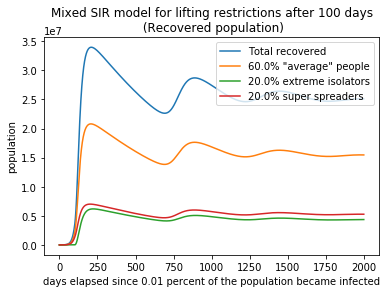 Mixed SIR model for lifting restrictions after 100 days
(Recovered population)
1e7
3.5
3.0
2.5
2.0
1.5
1.0
0.5
0.0
population
Total recovered
60.0% "average" people
20.0% extreme isolators
20.0% super spreaders
0 250 500 750 1000 1250 1500 1750 2000
days elapsed since 0.01 percent of the population became infected